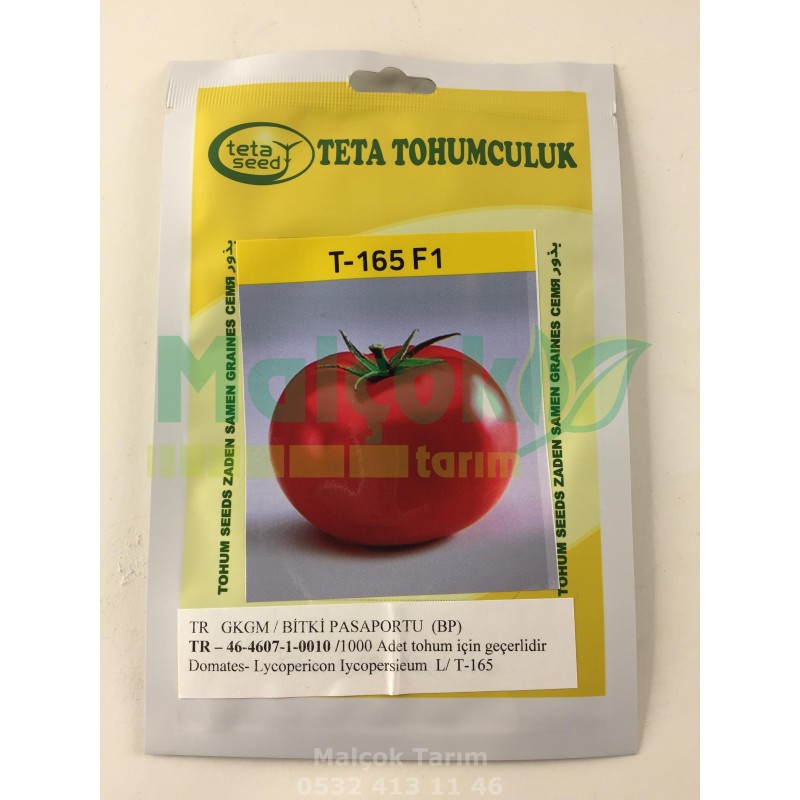 teta
seed
TETA TOHUMCULUK
T-165 F1
TOHUM SEEDS ZADEN SAMEN GRAINES СЕМЯ بذور
TOHUM SEEDS ZADEN SAMEN GRAINES СЕМЯ بذور
Malçok
tarım
TR GKGM / BİTKİ PASAPORTU (BP)
TR – 46-4607-1-0010 /1000 Adet tohum için geçerlidir
Domates- Lycopericon Iycopersieum L/ T-165
Malçok Tarım
0532 413 11 46